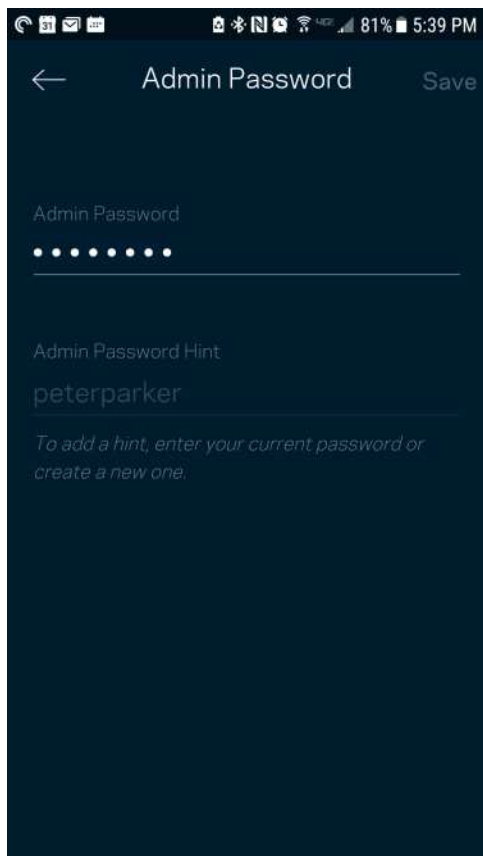 31 81% 5:39 PM
Admin Password Save
Admin Password
••••••••
Admin Password Hint
peterparker
To add a hint, enter your current password or
create a new one.